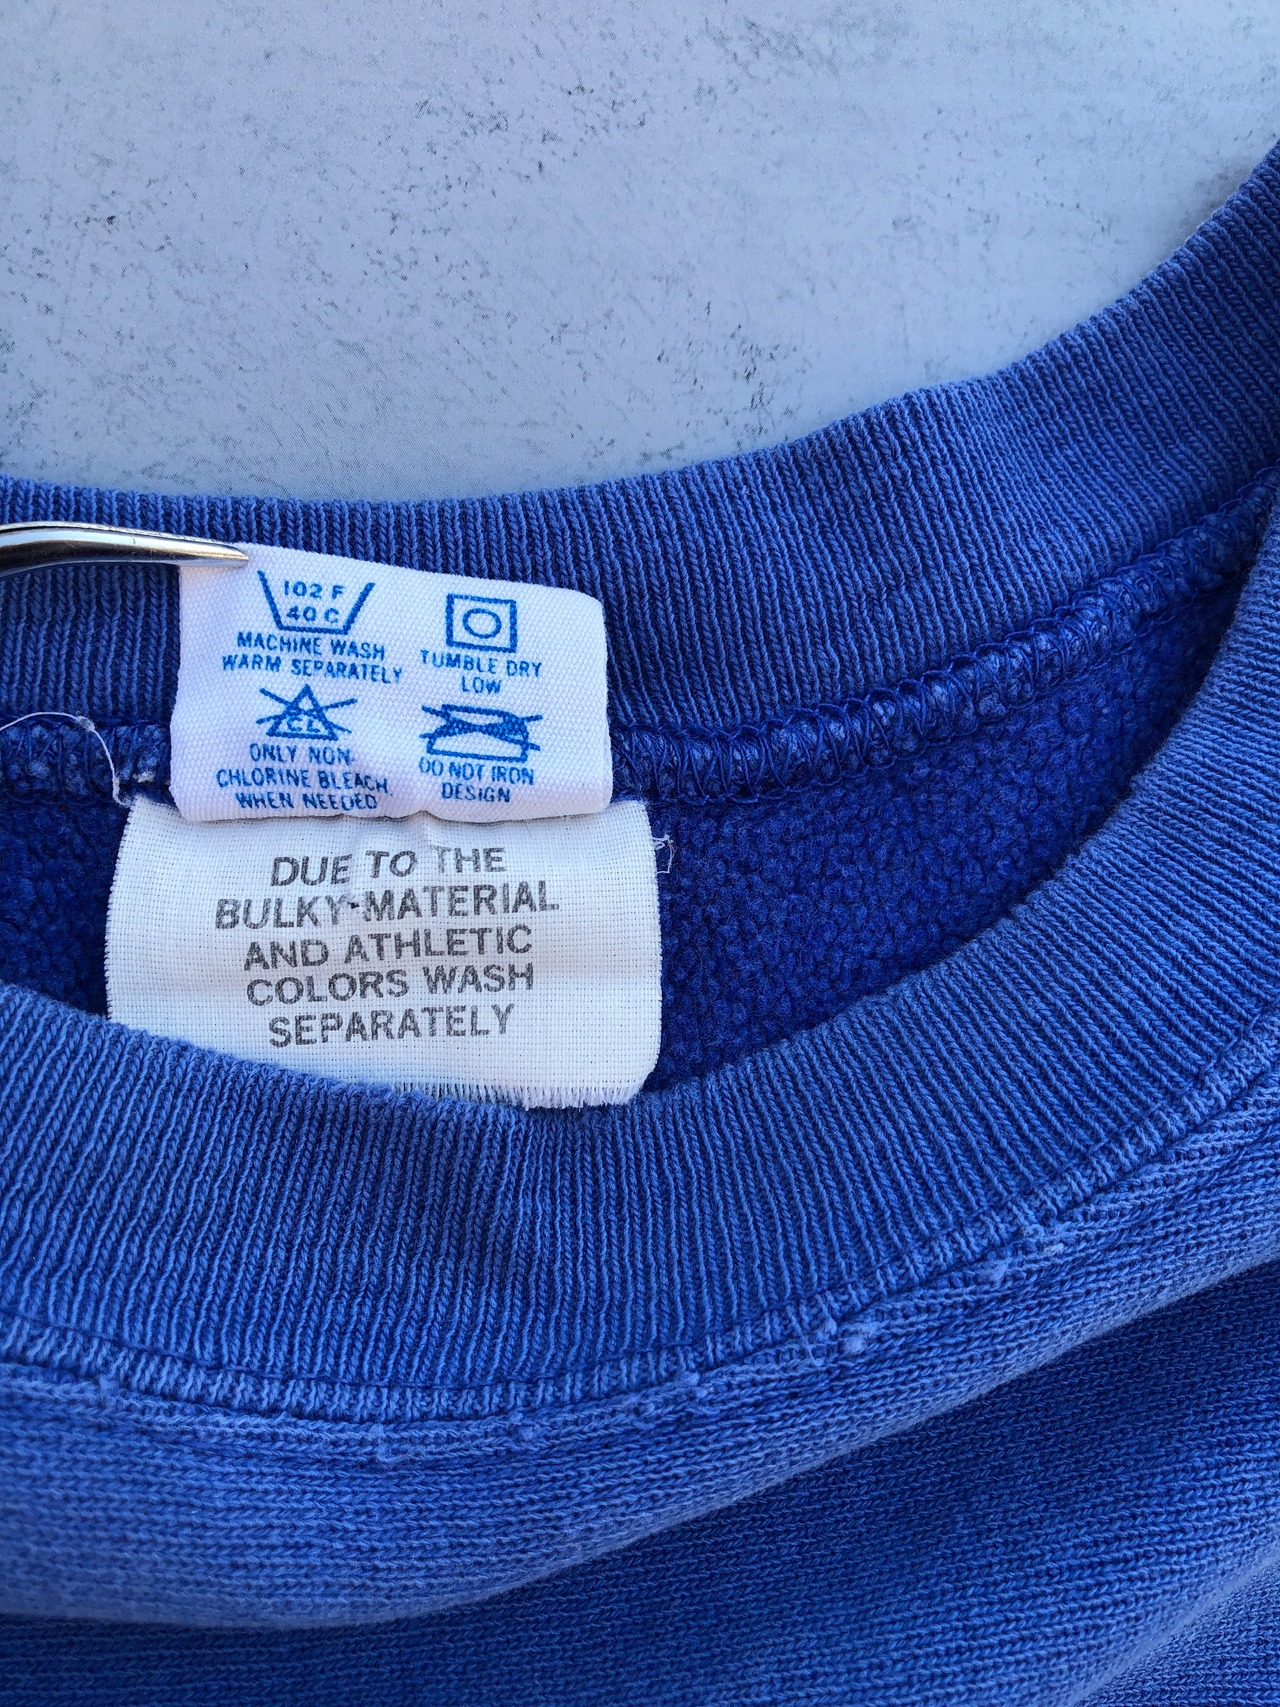 102 F
40 C
MACHINE WASH
WARM SEPARATELY
TUMBLE DRY
LOW
CL
ONLY NON-
CHLORINE BLEACH,
WHEN NEEDED
DO NOT IRON
DESIGN
DUE TO THE
BULKY-MATERIAL
AND ATHLETIC
COLORS WASH
SEPARATELY